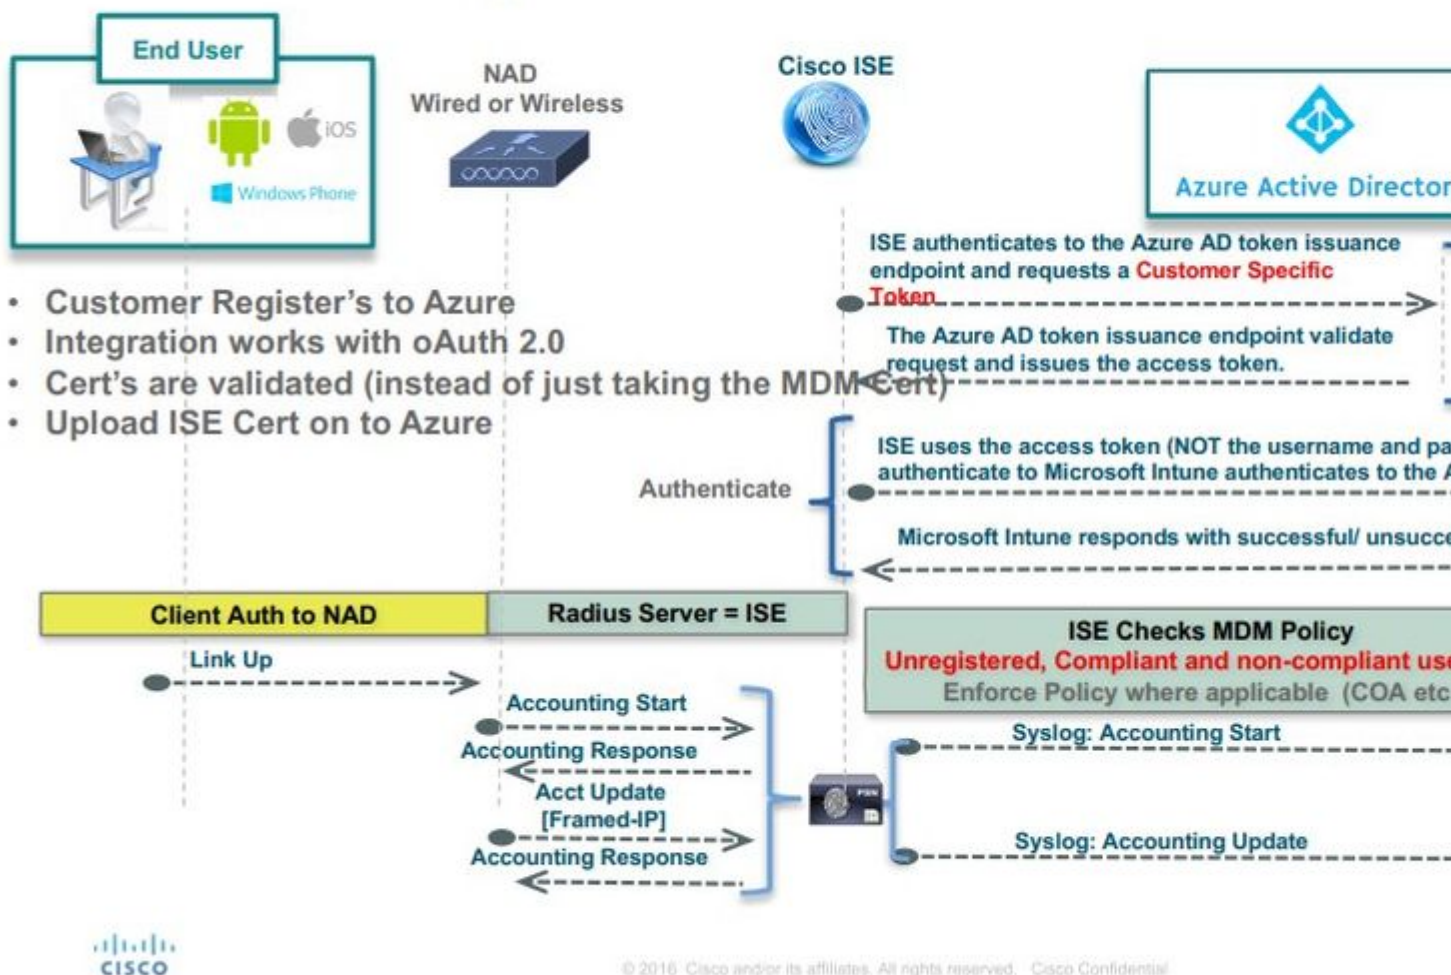 End User
iOS
Windows Phone
NAD
Wired or Wireless
Cisco ISE
Azure Active Director
ISE authenticates to the Azure AD token issuance
endpoint and requests a Customer Specific
Token
The Azure AD token issuance endpoint validate
request and issues the access token.
• Customer Register's to Azure
• Integration works with oAuth 2.0
• Cert's are validated (instead of just taking the MDM Cert)
• Upload ISE Cert on to Azure
Authenticate
ISE uses the access token (NOT the username and pa
authenticate to Microsoft Intune authenticates to the A
Microsoft Intune responds with successful/ unsucce
Client Auth to NAD
Radius Server = ISE
ISE Checks MDM Policy
Unregistered, Compliant and non-compliant use
Enforce Policy where applicable (COA etc
Link Up
Accounting Start
Accounting Response
Acct Update
[Framed-IP]
Accounting Response
PSN
Syslog: Accounting Start
Syslog: Accounting Update
CISCO
© 2016 Cisco and/or its affiliates. All rights reserved. Cisco Confidential